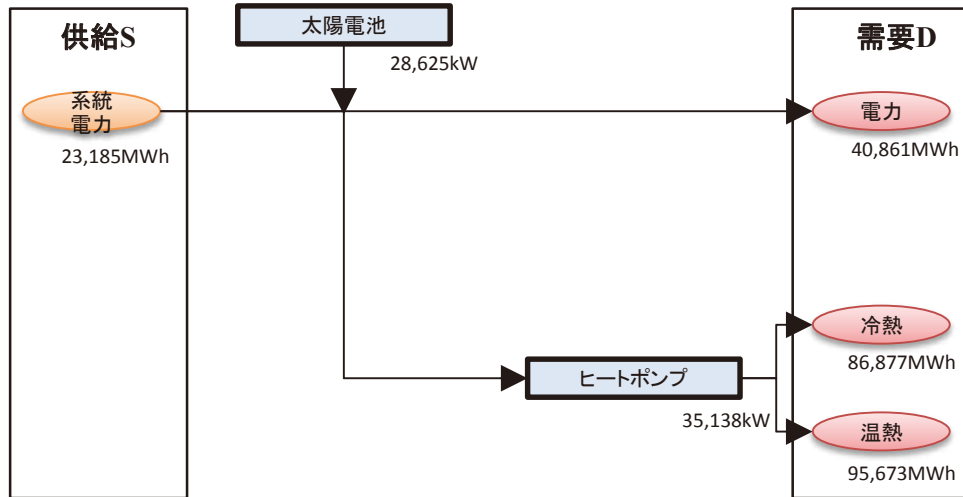 供給S
太陽電池
28,625kW
需要D
系統
電力
23,185MWh
電力
40,861MWh
冷熱
86,877MWh
ヒートポンプ
35,138kW
温熱
95,673MWh